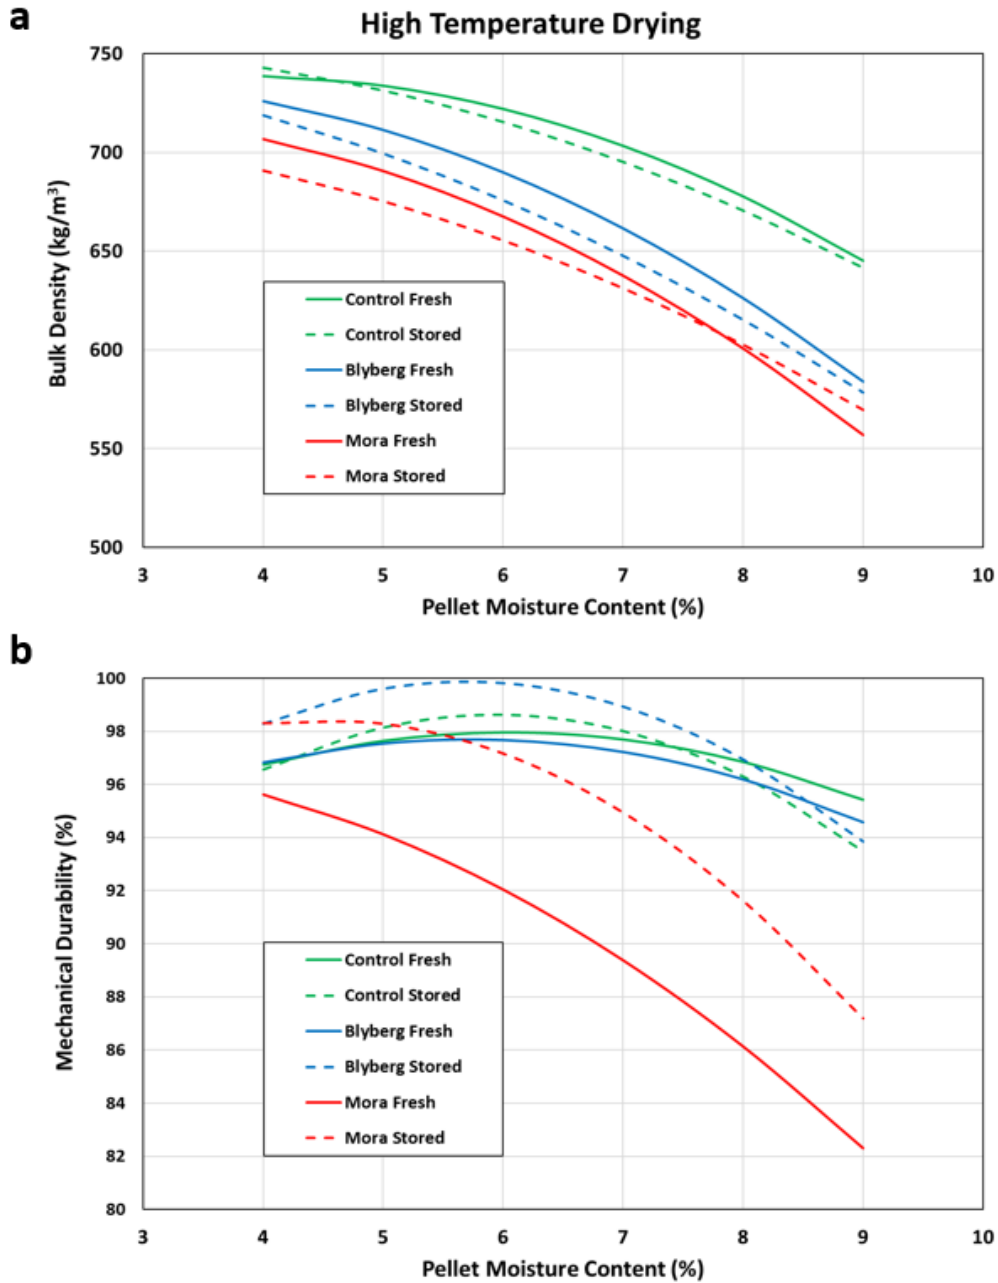 a
High Temperature Drying
750
700
650
600
550
500
Bulk Density (kg/m³)
Control Fresh
Control Stored
Blyberg Fresh
Blyberg Stored
Mora Fresh
Mora Stored
3 4 5 6 7 8 9 10
Pellet Moisture Content (%)
b
100
98
96
94
92
90
88
86
84
82
80
Mechanical Durability (%)
Control Fresh
Control Stored
Blyberg Fresh
Blyberg Stored
Mora Fresh
Mora Stored
3 4 5 6 7 8 9 10
Pellet Moisture Content (%)